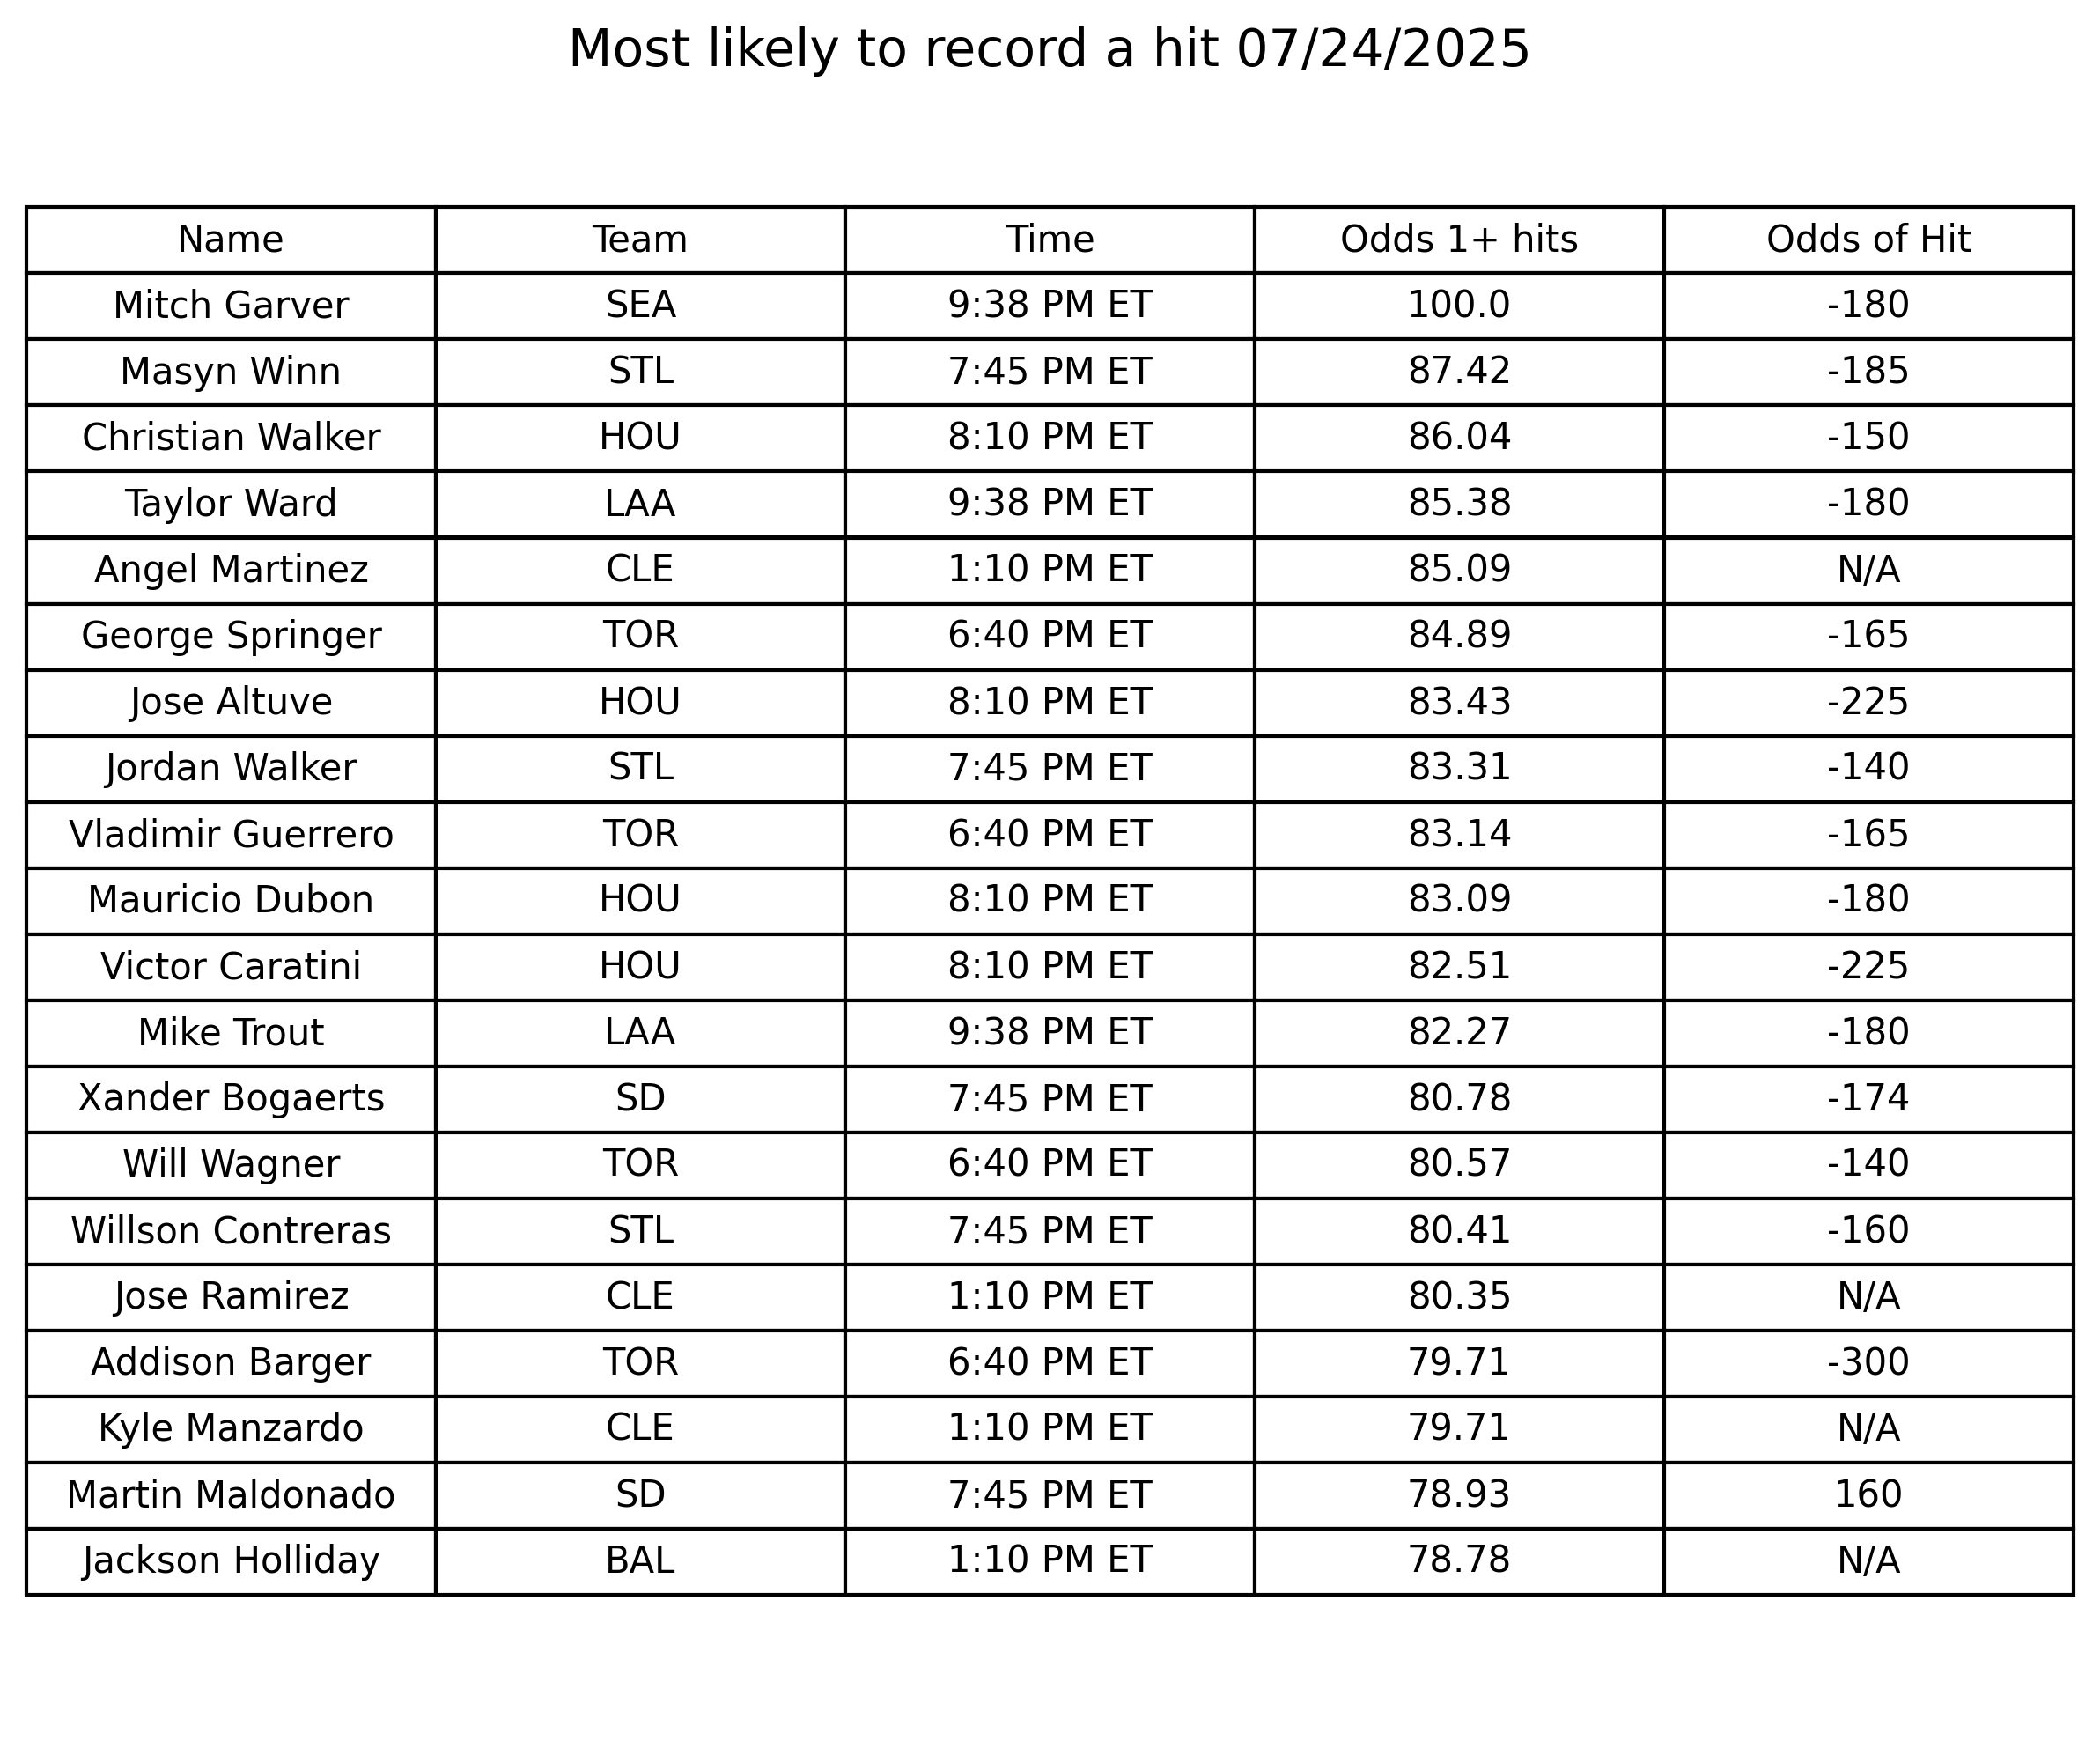 Most likely to record a hit 07/24/2025
Name Team Time Odds 1+ hits Odds of Hit
Mitch Garver SEA 9:38 PM ET 100.0 -180
Masyn Winn STL 7:45 PM ET 87.42 -185
Christian Walker HOU 8:10 PM ET 86.04 -150
Taylor Ward LAA 9:38 PM ET 85.38 -180
Angel Martinez CLE 1:10 PM ET 85.09 N/A
George Springer TOR 6:40 PM ET 84.89 -165
Jose Altuve HOU 8:10 PM ET 83.43 -225
Jordan Walker STL 7:45 PM ET 83.31 -140
Vladimir Guerrero TOR 6:40 PM ET 83.14 -165
Mauricio Dubon HOU 8:10 PM ET 83.09 -180
Victor Caratini HOU 8:10 PM ET 82.51 -225
Mike Trout LAA 9:38 PM ET 82.27 -180
Xander Bogaerts SD 7:45 PM ET 80.78 -174
Will Wagner TOR 6:40 PM ET 80.57 -140
Willson Contreras STL 7:45 PM ET 80.41 -160
Jose Ramirez CLE 1:10 PM ET 80.35 N/A
Addison Barger TOR 6:40 PM ET 79.71 -300
Kyle Manzardo CLE 1:10 PM ET 79.71 N/A
Martin Maldonado SD 7:45 PM ET 78.93 160
Jackson Holliday BAL 1:10 PM ET 78.78 N/A